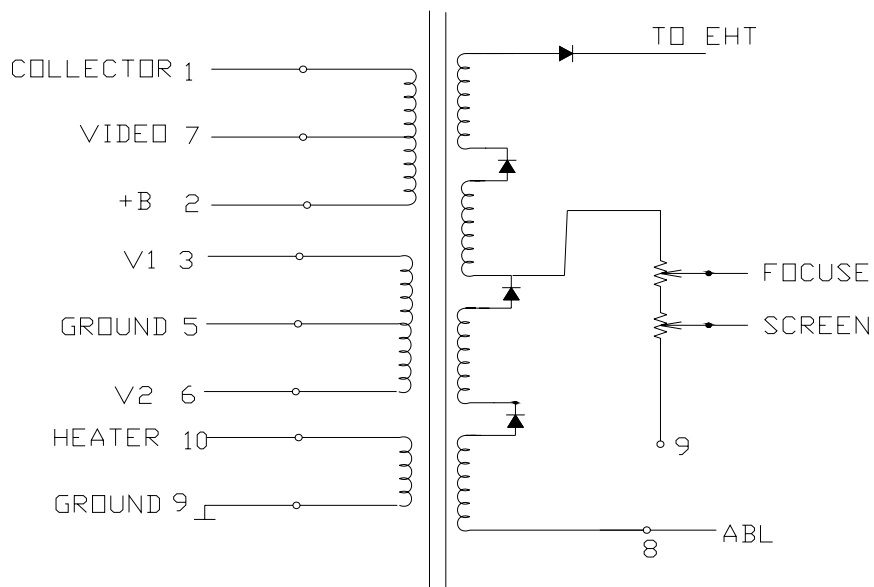 COLLECTOR 1
VIDEO 7
+B 2
V1 3
GROUND 5
V2 6
HEATER 10
GROUND 9
TO EHT
FOCUSE
SCREEN
9
ABL
8